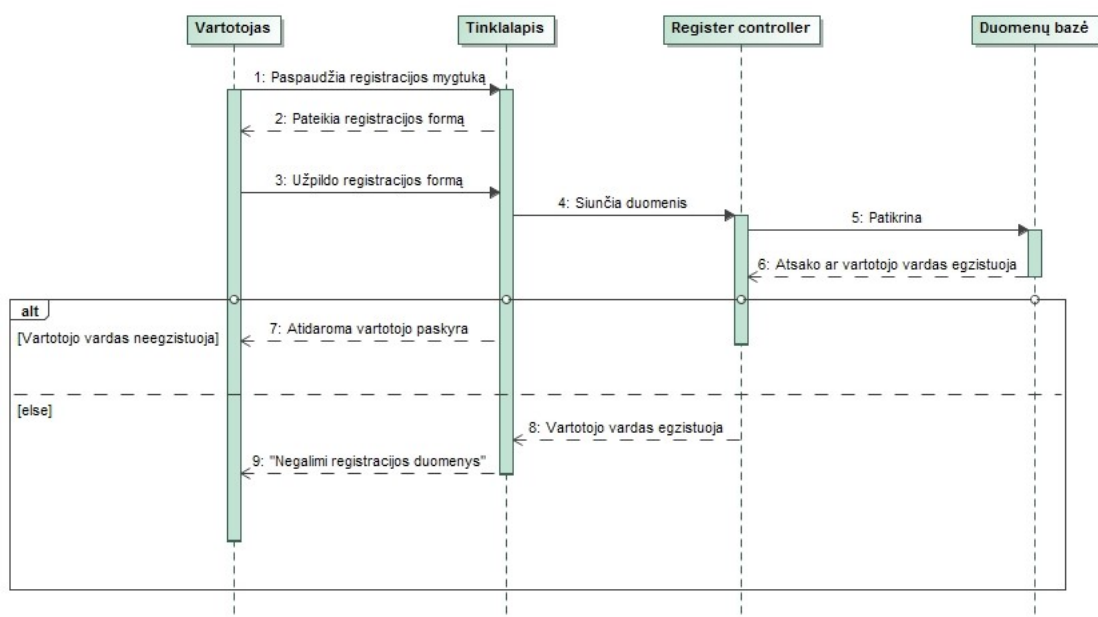 Vartotojas
Tinklalapis
Register controller
Duomenų bazė
1: Paspaudžia registracijos mygtuką
2: Pateikia registracijos formą
3: Užpildo registracijos formą
4: Siunčia duomenis
5: Patikrina
6: Atsako ar vartotojo vardas egzistuoja
alt
7: Atidaroma vartotojo paskyra
[Vartotojo vardas neegzistuoja]
[else]
8: Vartotojo vardas egzistuoja
9: "Negalimi registracijos duomenys"